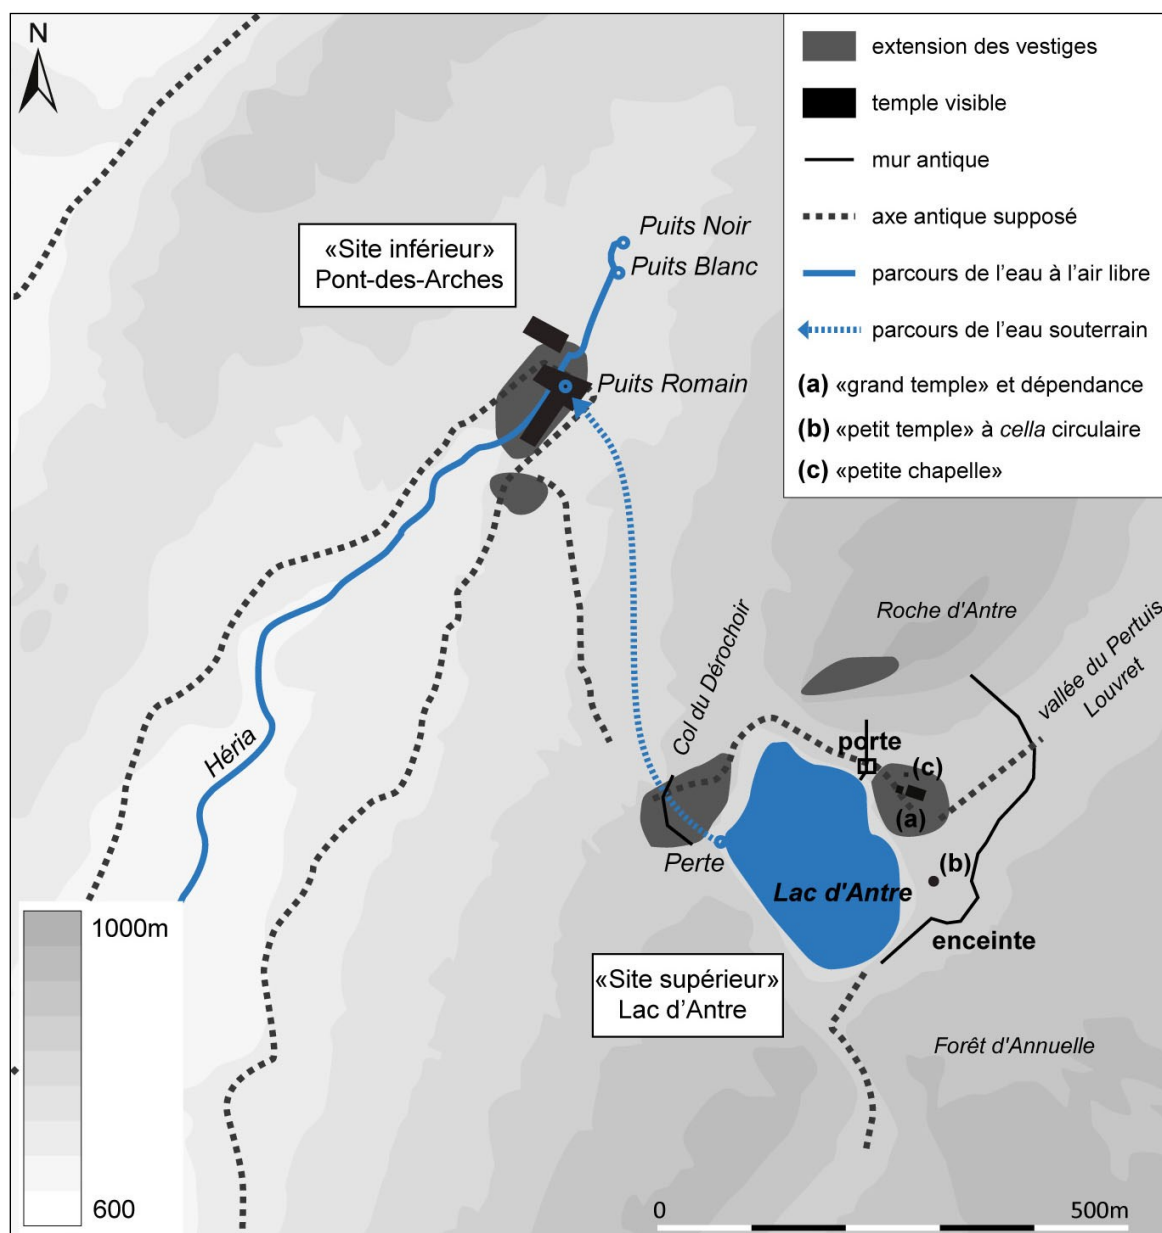 N
extension des vestiges
temple visible
mur antique
axe antique supposé
parcours de l'eau à l'air libre
parcours de l'eau souterrain
(a) «grand temple» et dépendance
(b) «petit temple» à cella circulaire
(c) «petite chapelle»
«Site inférieur»
Pont-des-Arches
Puits Noir
Puits Blanc
Puits Romain
Roche d'Antre
vallée du Pertuis
Louvret
Col du Dérochoir
Héria
porte
(c)
(a)
Perte
(b)
Lac d'Antre
enceinte
«Site supérieur»
Lac d’Antre
Forêt d'Annuelle
1000m
600
0 500m